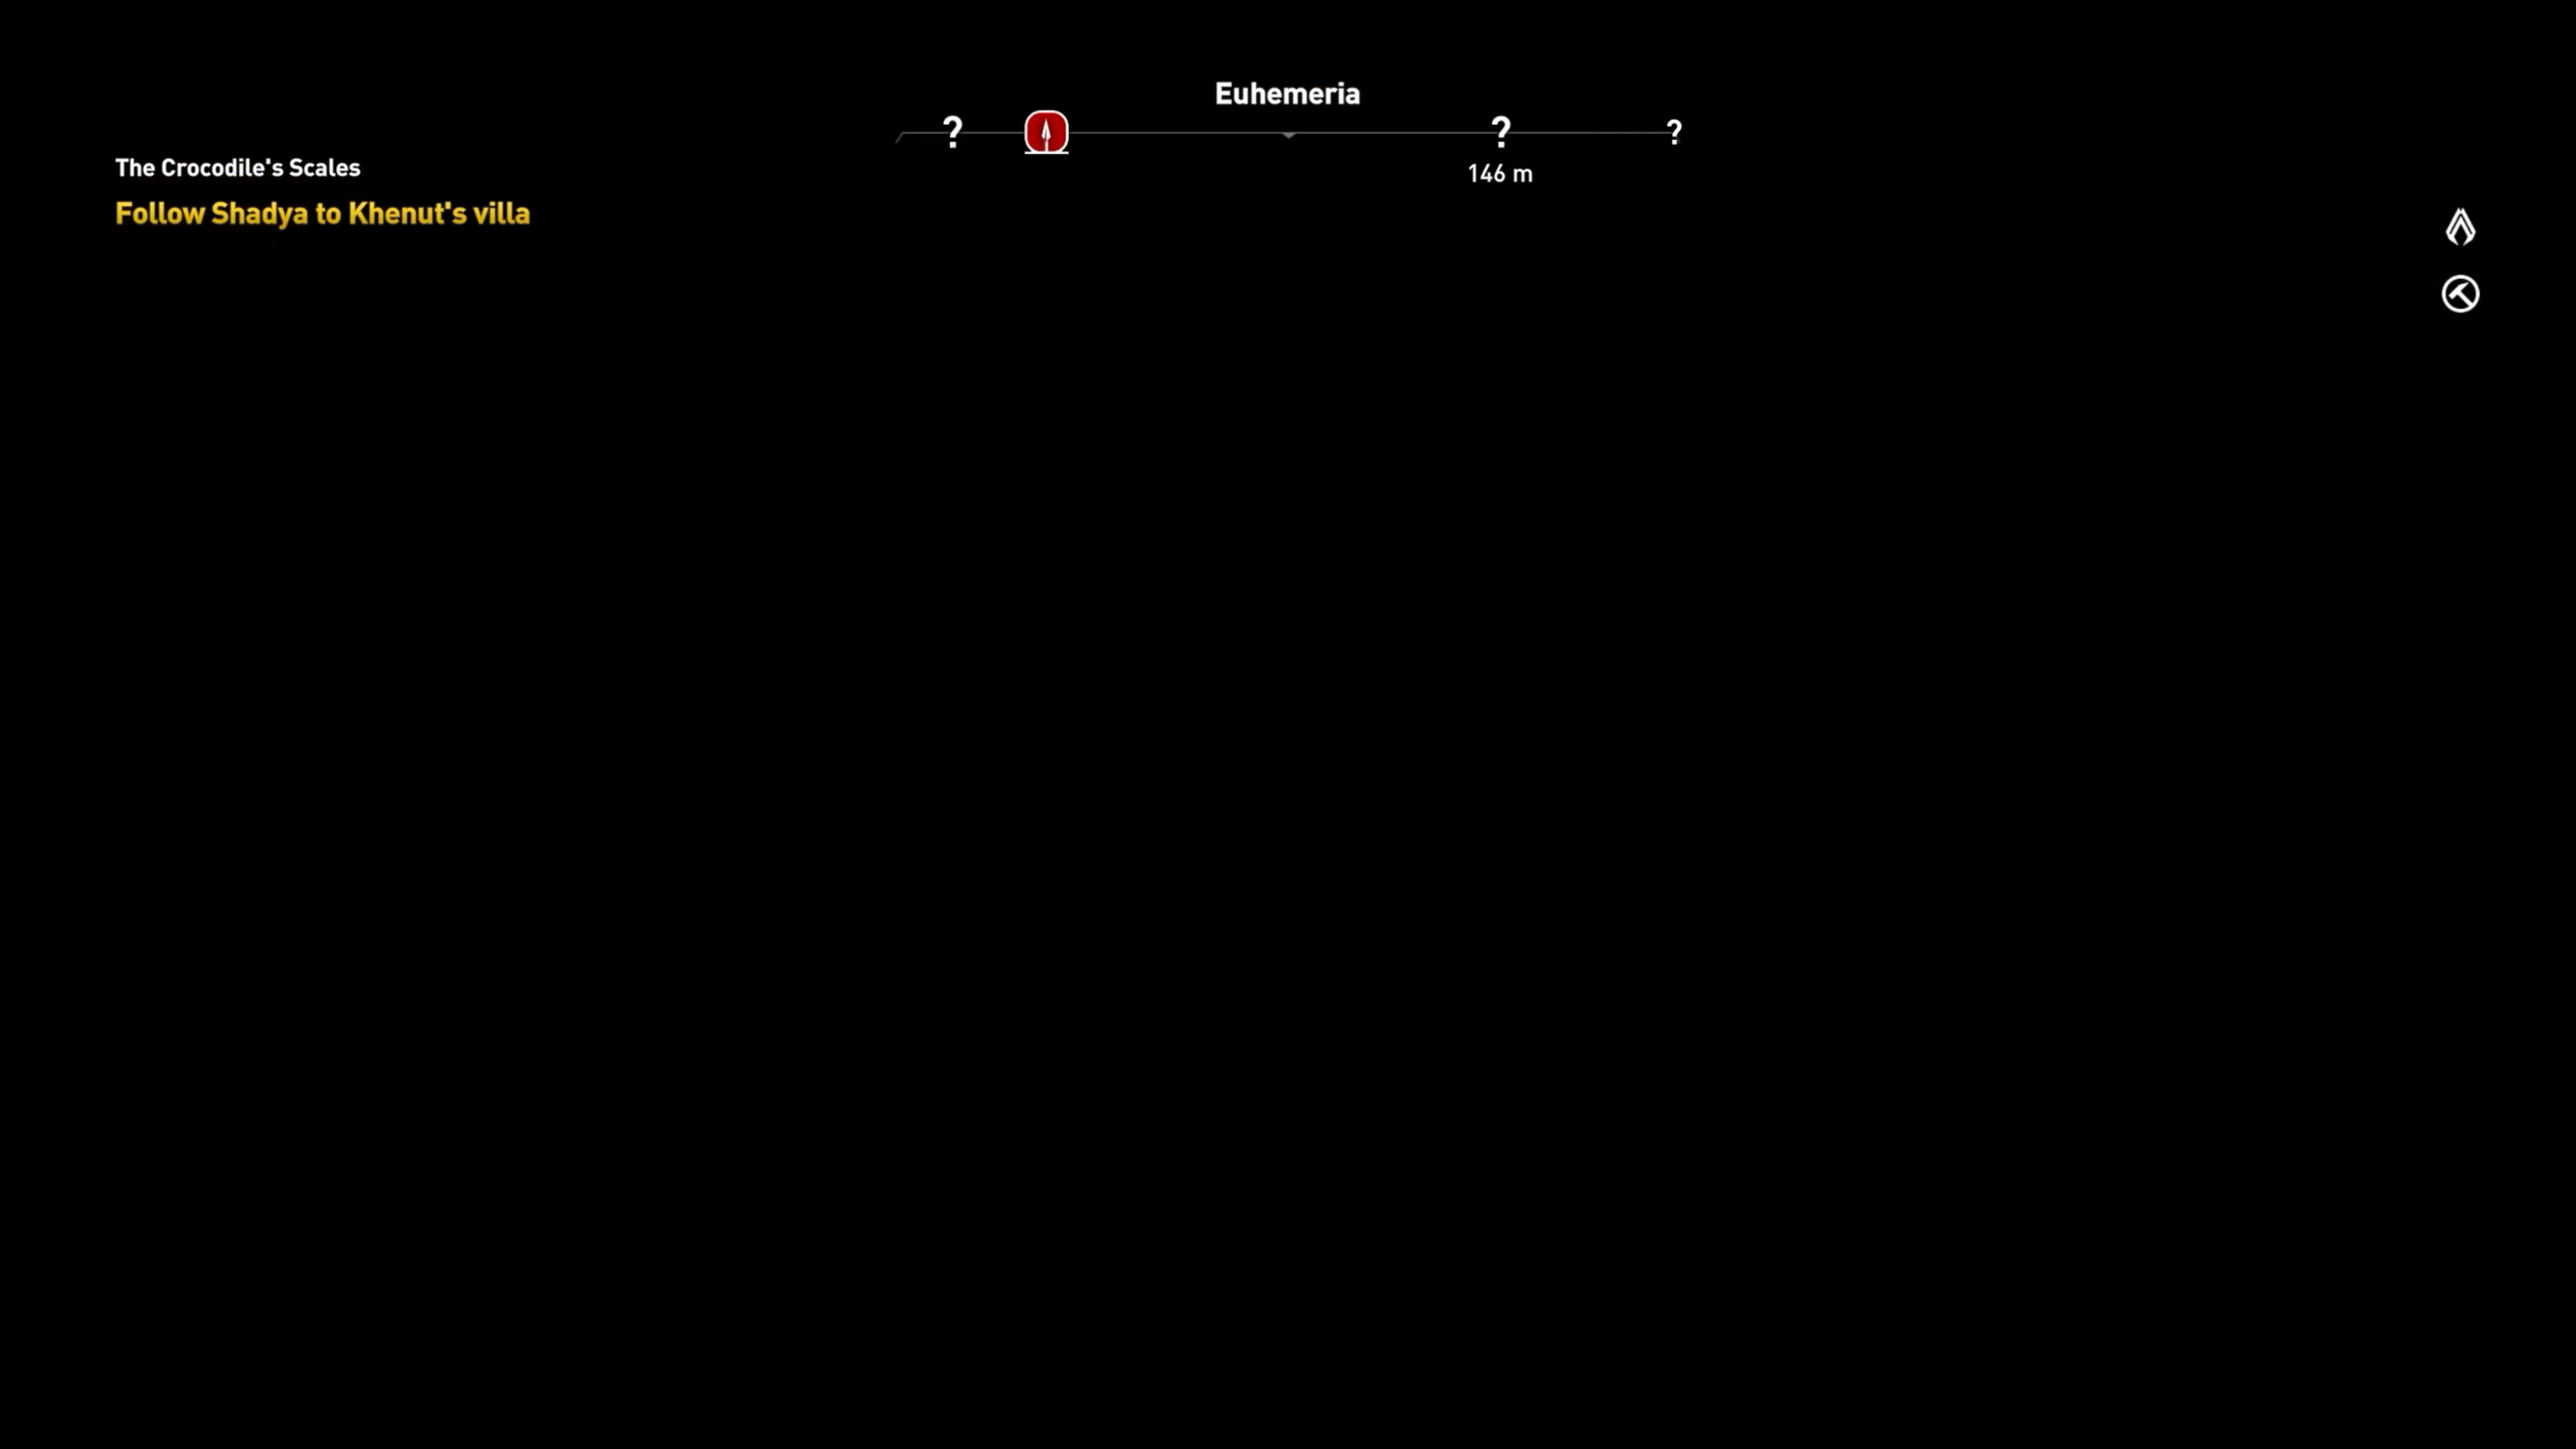 Euhemeria
? ? ?
146 m
The Crocodile's Scales
Follow Shadya to Khenut's villa